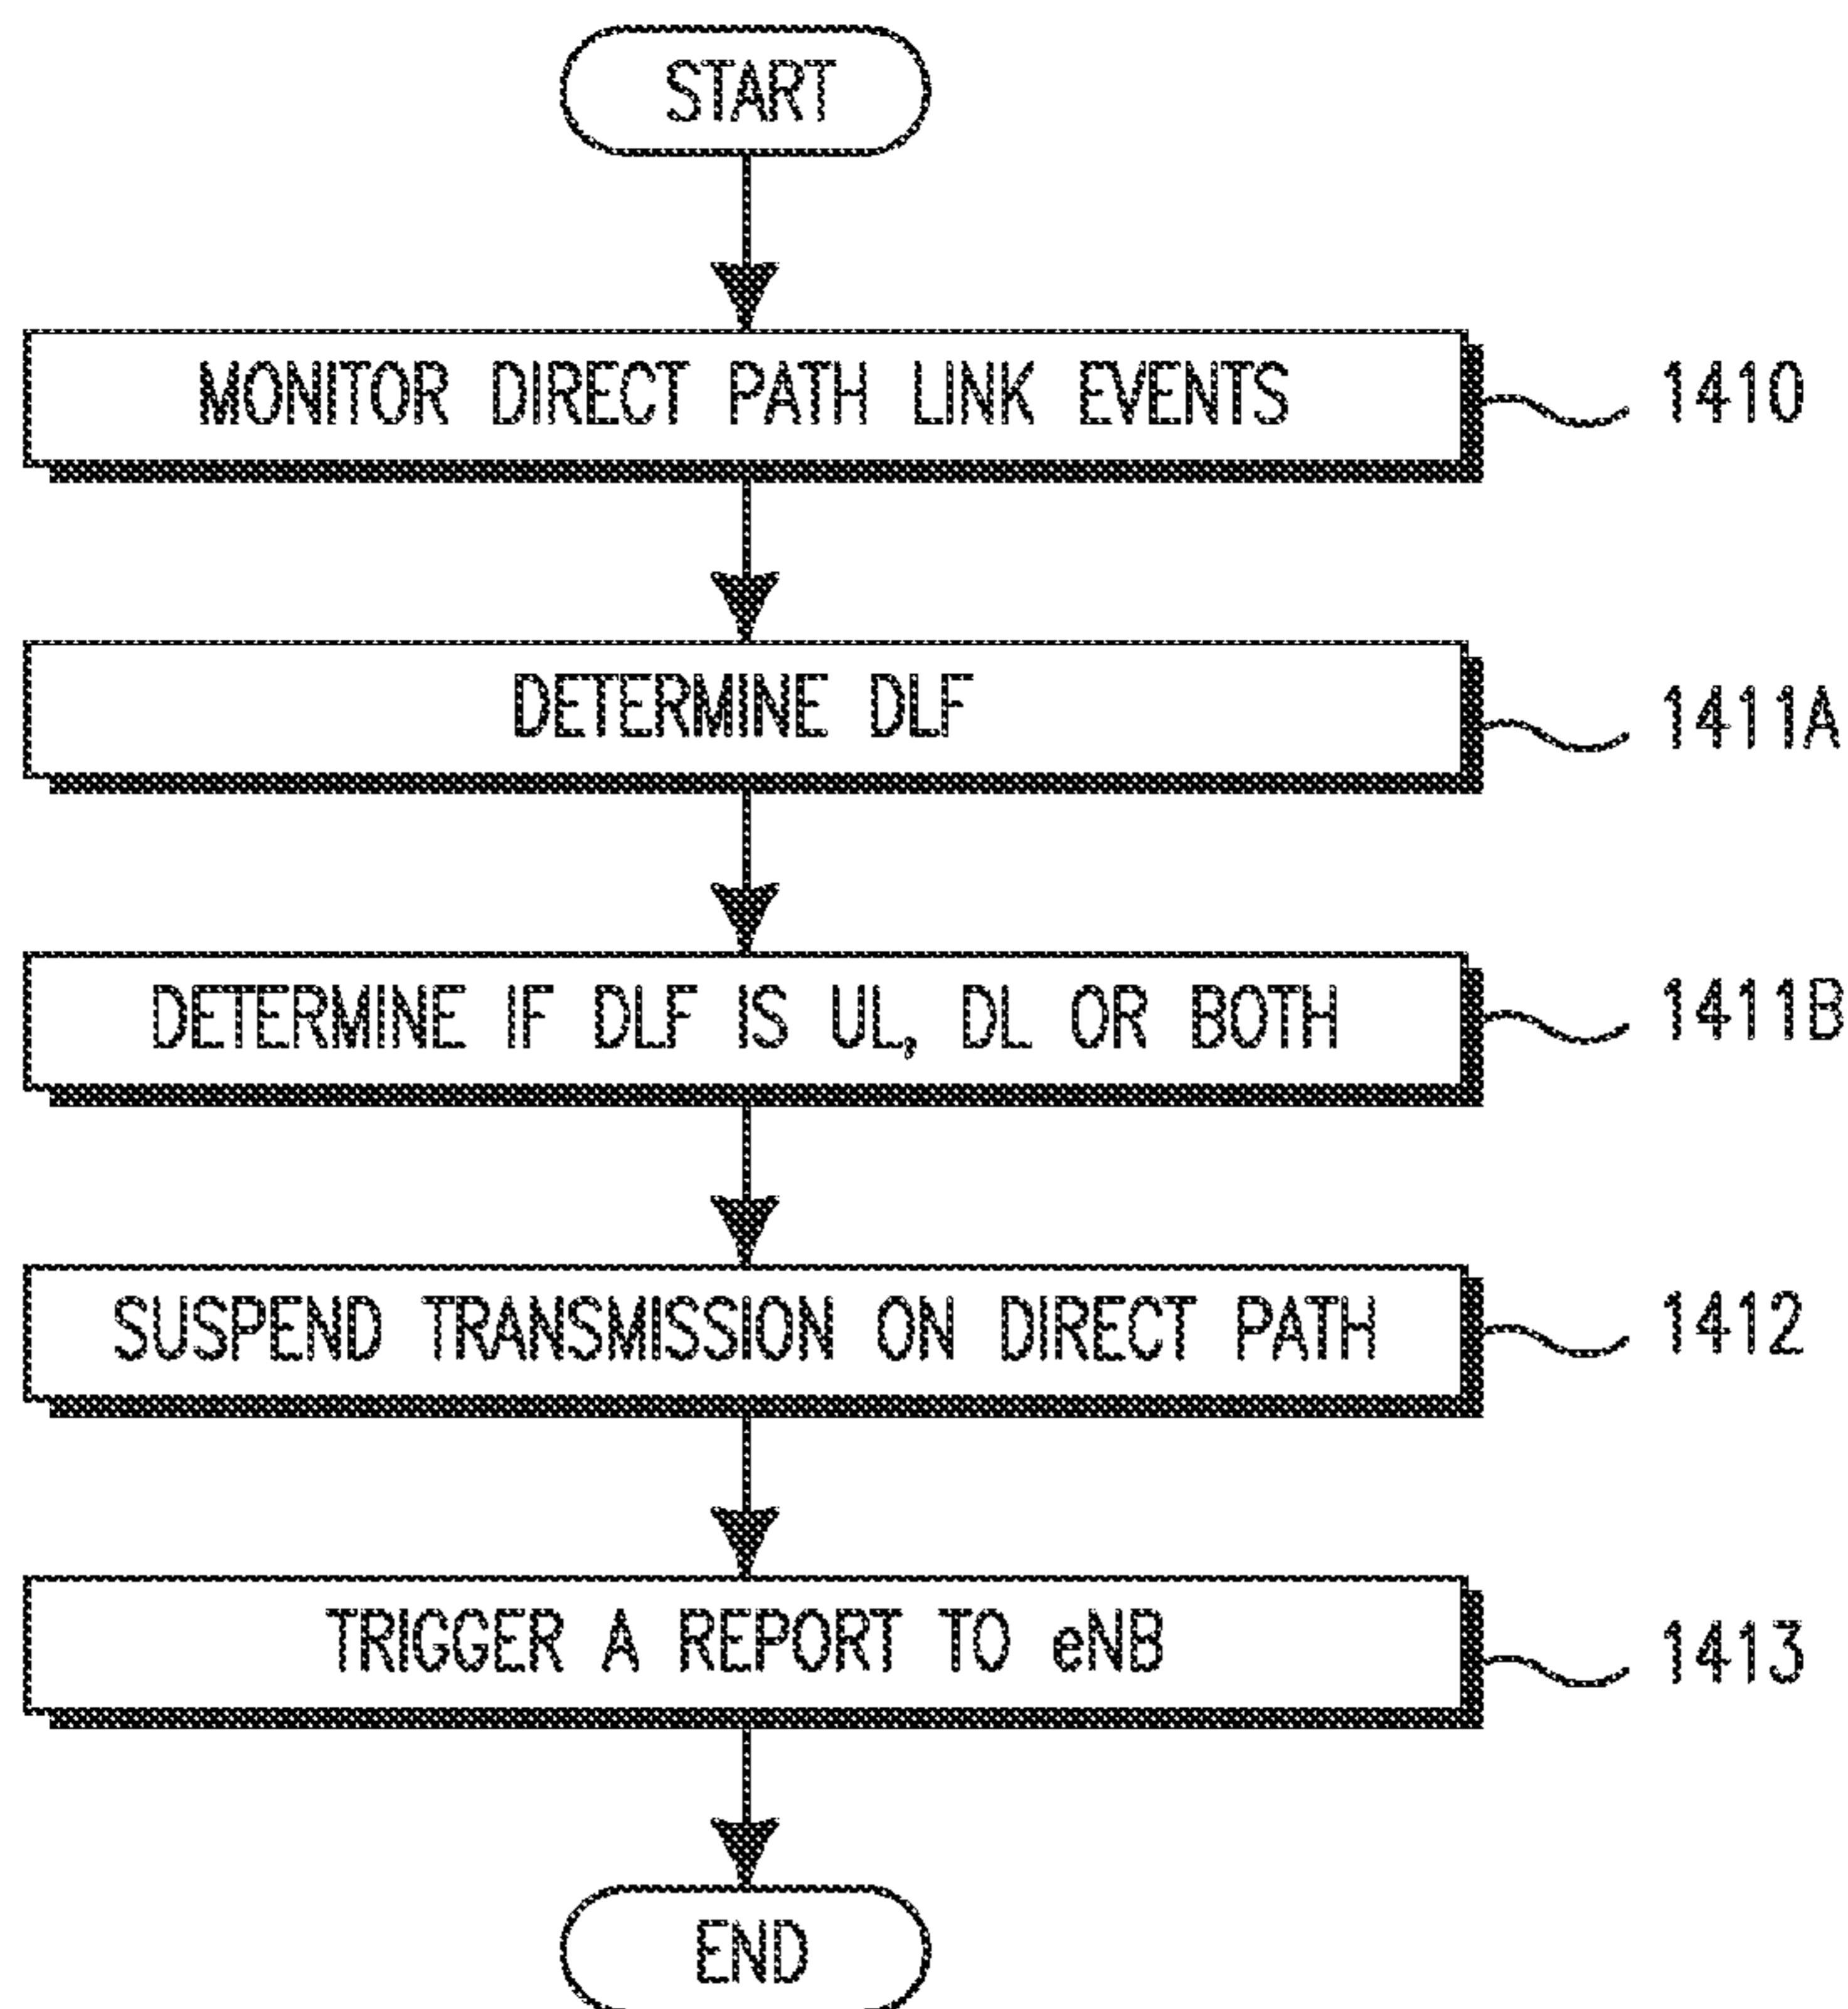 START
MONITOR DIRECT PATH LINK EVENTS
1410
DETERMINE DLF
1411A
DETERMINE IF DLF IS UL, DL OR BOTH
1411B
SUSPEND TRANSMISSION ON DIRECT PATH
1412
TRIGGER A REPORT TO eNB
1413
END